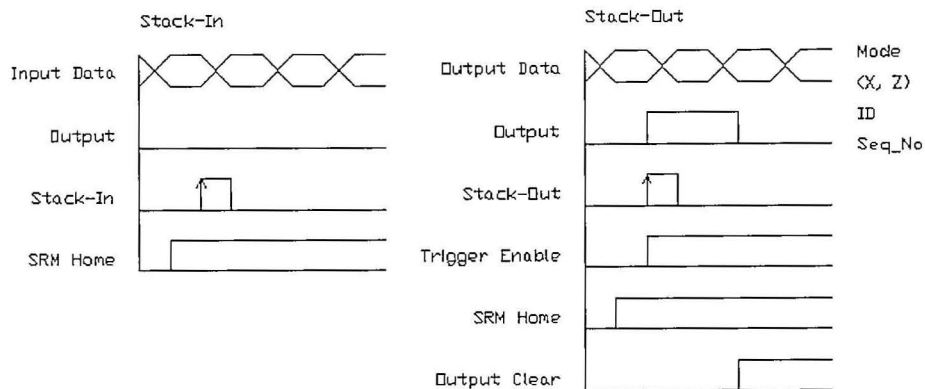 Stack-In
Input Data
Output
Stack-In
SRM Home
Stack-Out
Output Data
Output
Stack-Out
Trigger Enable
SRM Home
Output Clear
Mode
(X, Z)
ID
Seq_No